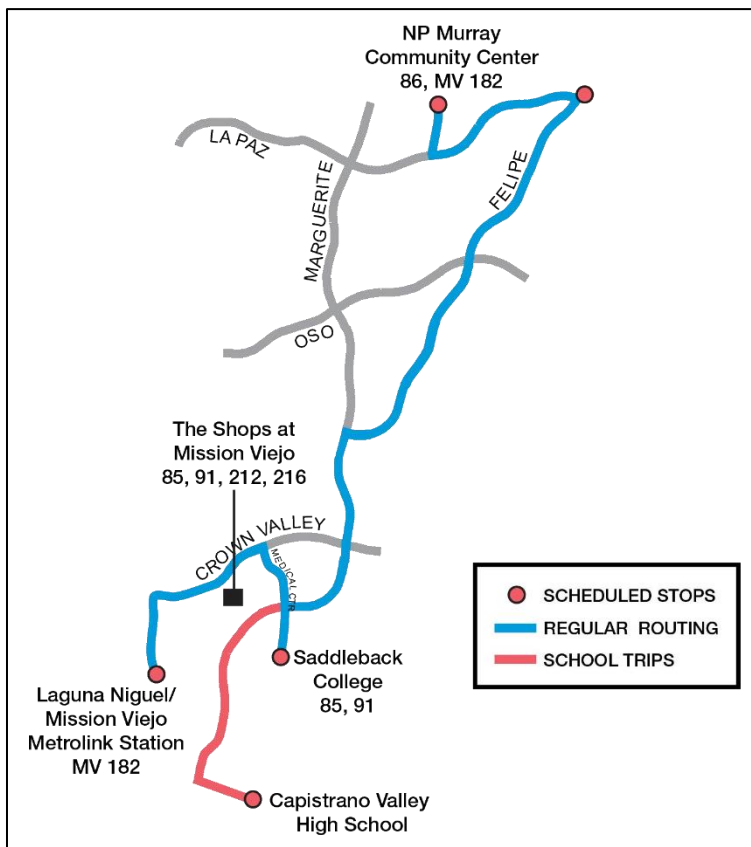 NP Murray
Community Center
86, MV 182
LA PAZ
MARGUERITE
FELIPE
OSO
The Shops at
Mission Viejo
85, 91, 212, 216
CROWN VALLEY
MEDICAL CTR
SCHEDULED STOPS
REGULAR ROUTING
SCHOOL TRIPS
Saddleback
College
85, 91
Laguna Niguel/
Mission Viejo
Metrolink Station
MV 182
Capistrano Valley
High School